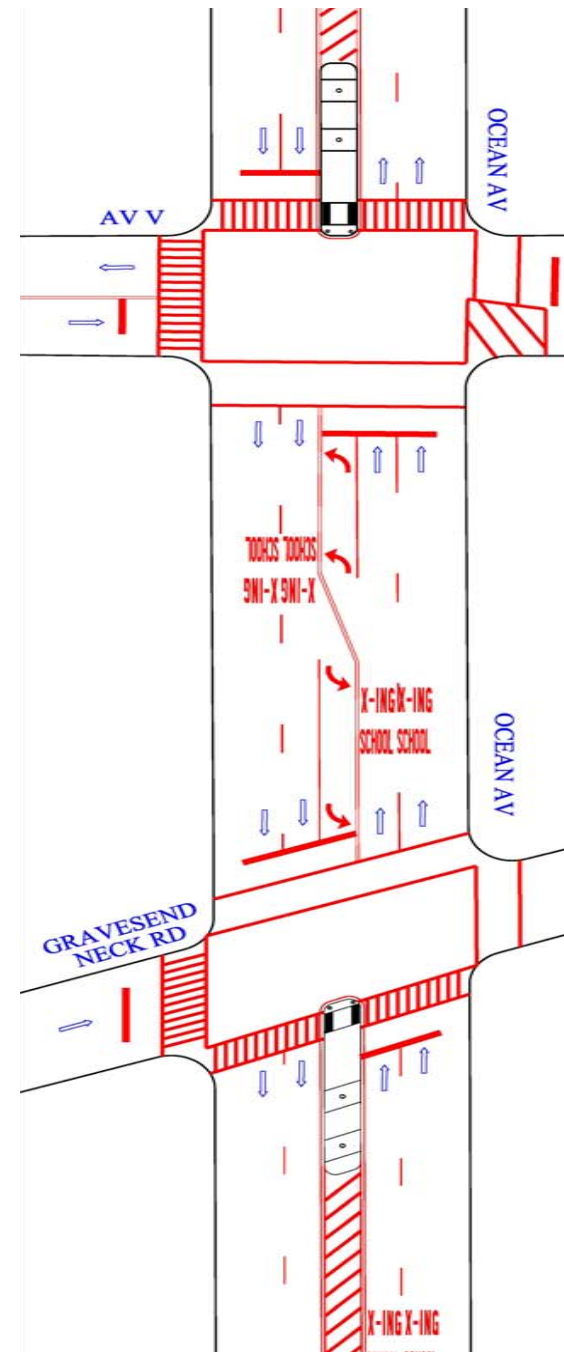 OCEAN AV
AV V
SCHOOL SCHOOL
X-ING X-ING
X-ING X-ING
SCHOOL SCHOOL
OCEAN AV
GRAVESEND
NECK RD
X-ING X-ING